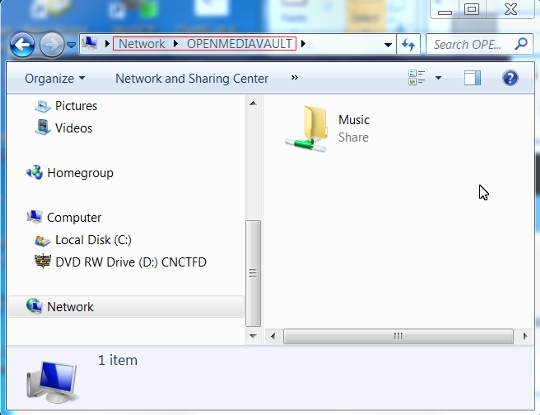 Network ▸ OPENMEDIAVAULT ▸
Search OPE...
Organize
Network and Sharing Center
»
Pictures
Videos
Homegroup
Computer
Local Disk (C:)
DVD RW Drive (D:) CNCTFD
Network
Music
Share
1 item